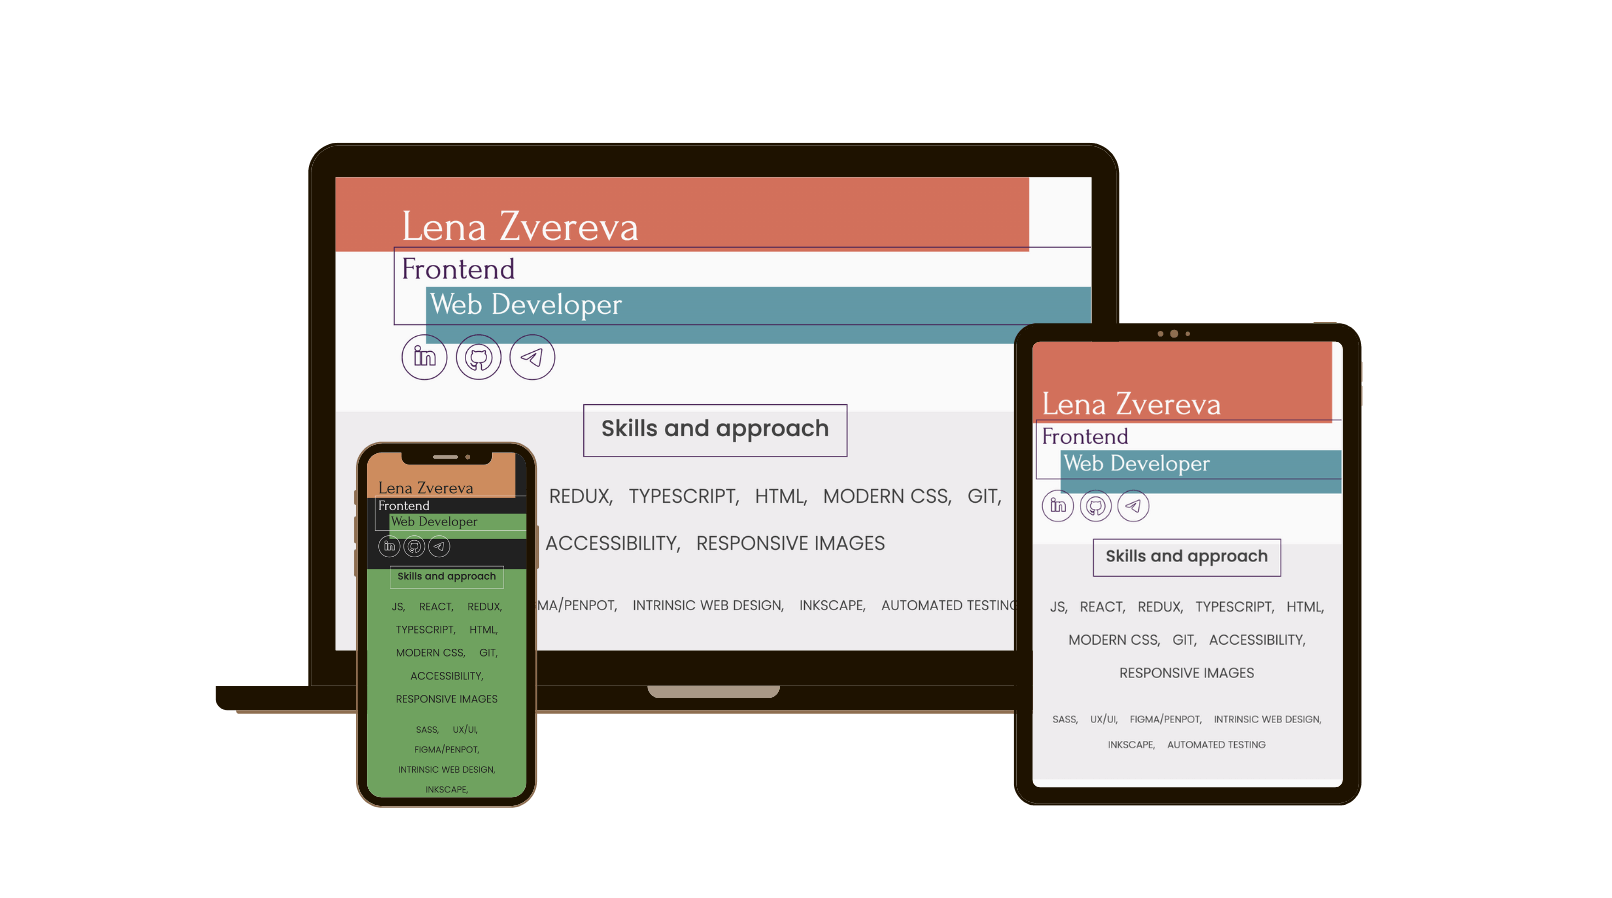 Lena Zvereva
Frontend
Web Developer
in
Skills and approach
REDUX, TYPESCRIPT, HTML, MODERN CSS, GIT,
ACCESSIBILITY, RESPONSIVE IMAGES
MA/PENPOT, INTRINSIC WEB DESIGN, INKSCAPE, AUTOMATED TESTING
Lena Zvereva
Frontend
Web Developer
in
Skills and approach
JS, REACT, REDUX,
TYPESCRIPT, HTML,
MODERN CSS, GIT,
ACCESSIBILITY,
RESPONSIVE IMAGES
SASS, UX/UI,
FIGMA/PENPOT,
INTRINSIC WEB DESIGN,
INKSCAPE,
Lena Zvereva
Frontend
Web Developer
in
Skills and approach
JS, REACT, REDUX, TYPESCRIPT, HTML,
MODERN CSS, GIT, ACCESSIBILITY,
RESPONSIVE IMAGES
SASS, UX/UI, FIGMA/PENPOT, INTRINSIC WEB DESIGN,
INKSCAPE, AUTOMATED TESTING